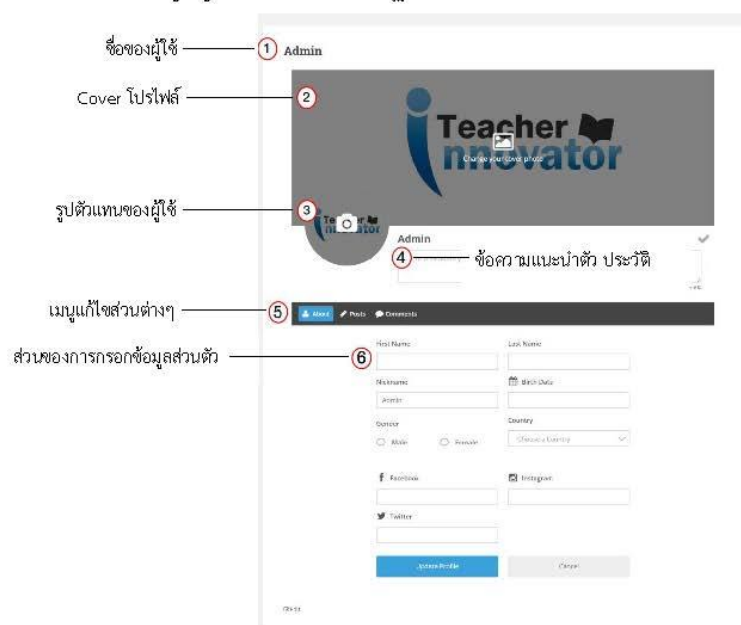 ชื่อของผู้ใช้ 1 Admin
Cover โปรไฟล์ 2
Teacher
nnovator
Change your cover photo
รูปตัวแทนของผู้ใช้ 3
Admin
4 ข้อความแนะนำตัว ประวัติ
เมนูแก้ไขส่วนต่างๆ 5 About Posts Comments
First Name Last Name
ส่วนของการกรอกข้อมูลส่วนตัว 6
Nickname Birth Date
Admin
Gender Country
Male Female Choose a Country
Facebook Instagram
Twitter
Update Profile Cancel